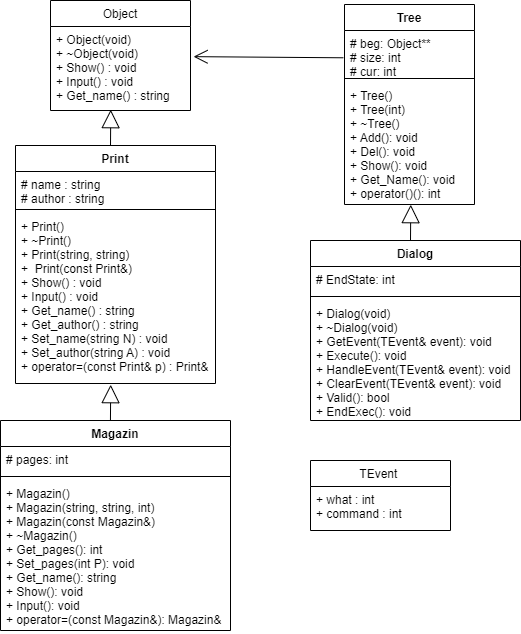 Object
+ Object(void)
+ ~Object(void)
+ Show() : void
+ Input() : void
+ Get_name() : string
Tree
# beg: Object**
# size: int
# cur: int
+ Tree()
+ Tree(int)
+ ~Tree()
+ Add(): void
+ Del(): void
+ Show(): void
+ Get_Name(): void
+ operator()(): int
Print
# name : string
# author : string
+ Print()
+ ~Print()
+ Print(string, string)
+ Print(const Print&)
+ Show() : void
+ Input() : void
+ Get_name() : string
+ Get_author() : string
+ Set_name(string N) : void
+ Set_author(string A) : void
+ operator=(const Print& p) : Print&
Dialog
# EndState: int
+ Dialog(void)
+ ~Dialog(void)
+ GetEvent(TEvent& event): void
+ Execute(): void
+ HandleEvent(TEvent& event): void
+ ClearEvent(TEvent& event): void
+ Valid(): bool
+ EndExec(): void
Magazin
# pages: int
+ Magazin()
+ Magazin(string, string, int)
+ Magazin(const Magazin&)
+ ~Magazin()
+ Get_pages(): int
+ Set_pages(int P): void
+ Get_name(): string
+ Show(): void
+ Input(): void
+ operator=(const Magazin&): Magazin&
TEvent
+ what : int
+ command : int